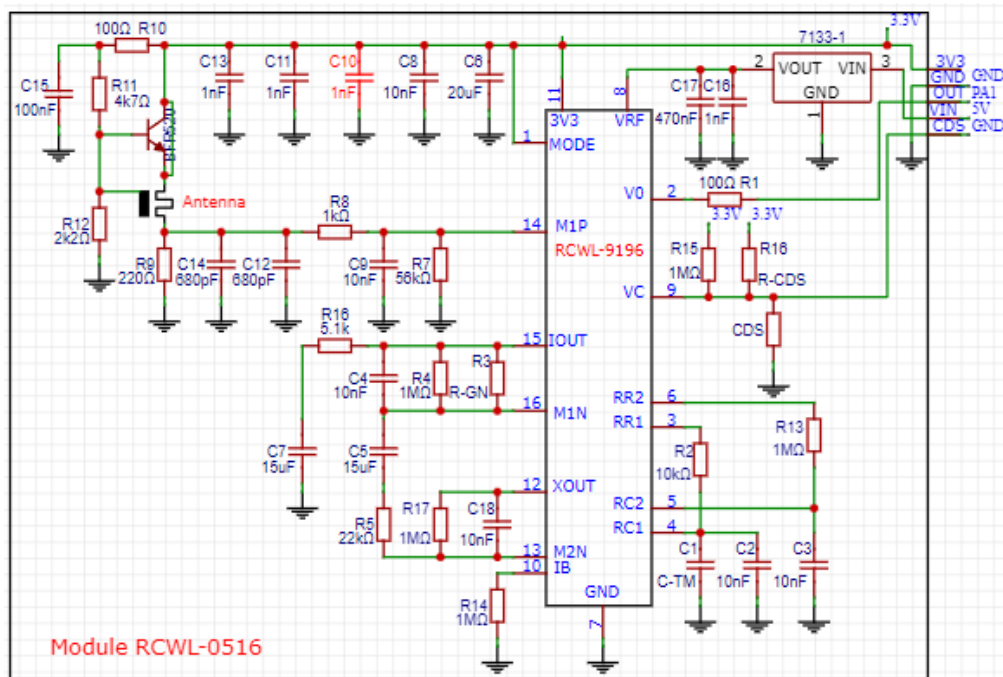 3.3V
100Ω R10
7133-1
C15
100nF
R11
4k7Ω
BFR520
C13
1nF
C11
1nF
C10
1nF
C8
10nF
C6
20uF
11
3V3
8
VRF
C17
470nF
C16
1nF
2
VOUT
VIN
3
GND
1
3V3
GND
GND
OUT
PA1
VIN
5V
CDS
GND
1
MODE
V0
2
100Ω R1
3.3V
3.3V
Antenna
R12
2k2Ω
R9
220Ω
C14
680pF
C12
680pF
R8
1kΩ
C9
10nF
R7
56kΩ
14
M1P
RCWL-9196
R15
1MΩ
R16
R-CDS
VC
9
CDS
R16
5.1k
15
IOUT
C4
10nF
R4
1MΩ
R3
R-GN
16
M1N
RR2
6
RR1
3
R13
1MΩ
R2
10kΩ
C7
15uF
C5
15uF
12
XOUT
R5
22kΩ
R17
1MΩ
C18
10nF
RC2
5
RC1
4
13
M2N
10
IB
C1
C-TM
C2
10nF
C3
10nF
R14
1MΩ
GND
7
Module RCWL-0516